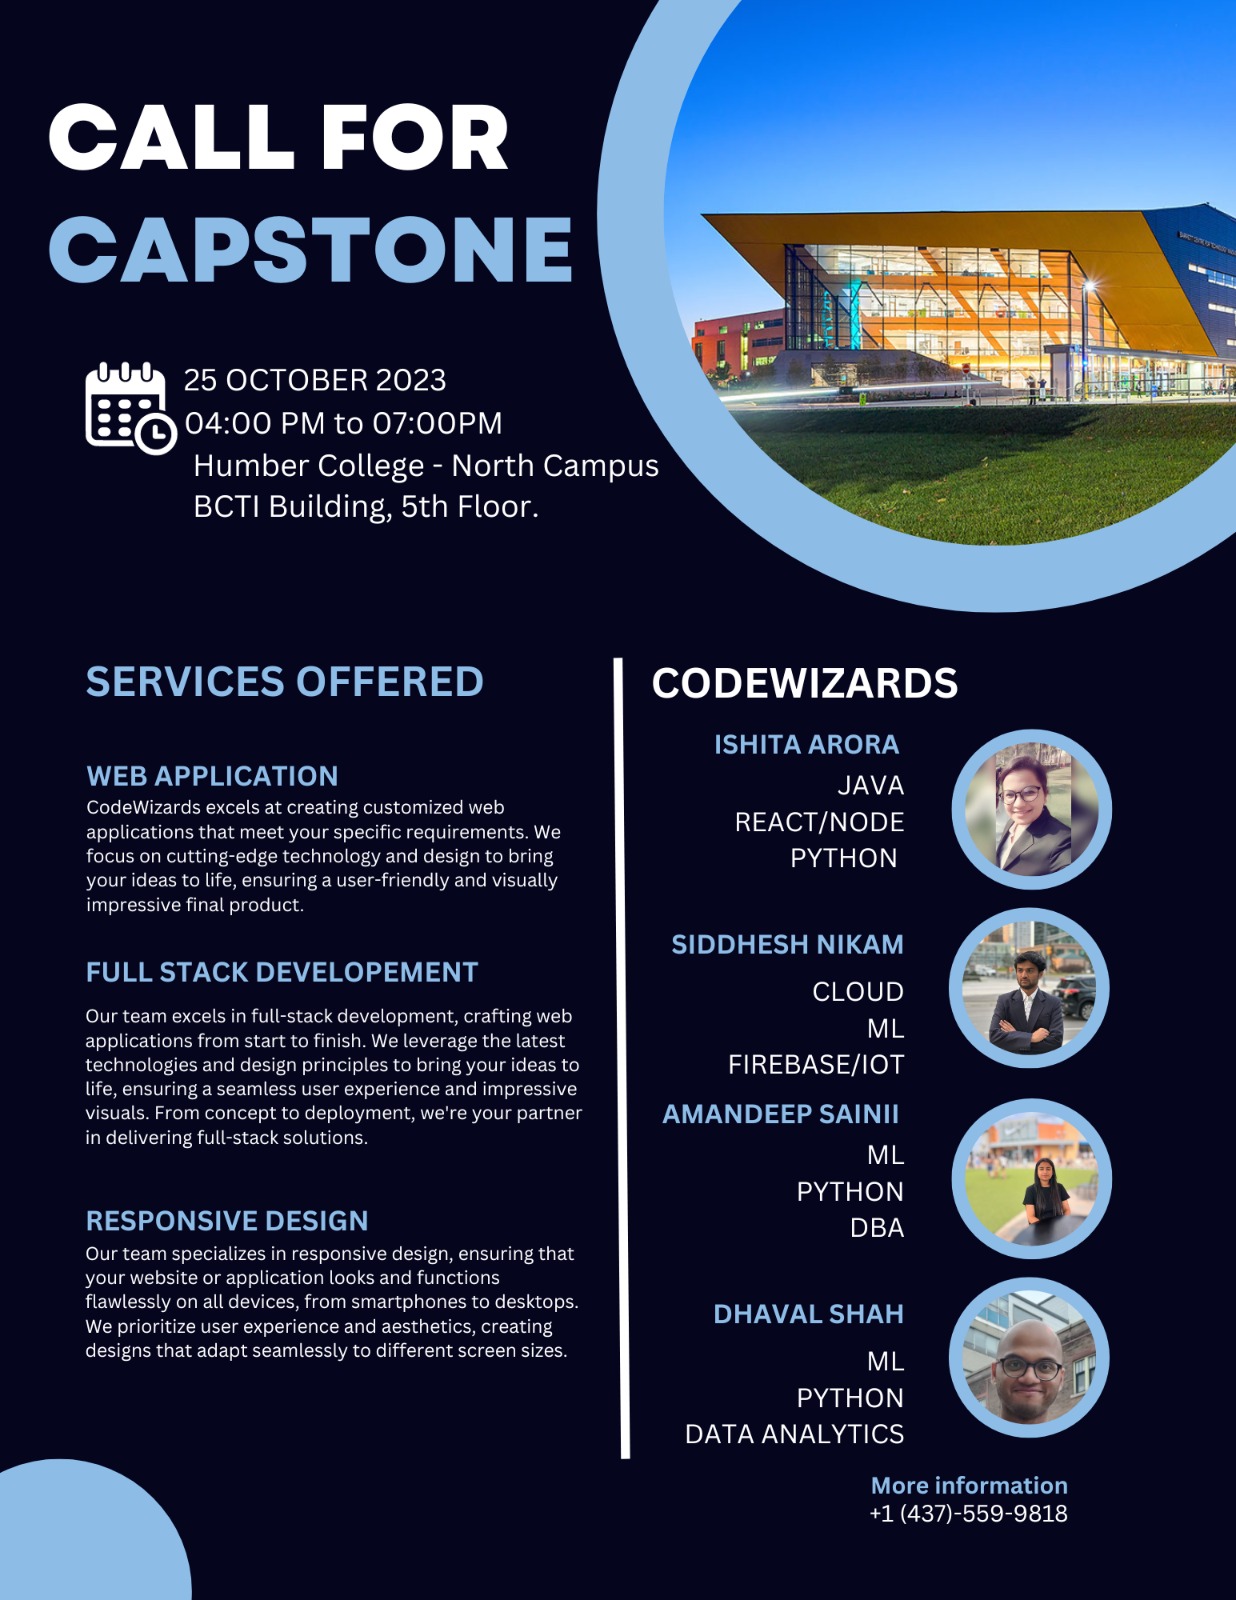 CALL FOR
CAPSTONE
25 OCTOBER 2023
04:00 PM to 07:00PM
Humber College - North Campus
BCTI Building, 5th Floor.
SERVICES OFFERED
WEB APPLICATION
CodeWizards excels at creating customized web
applications that meet your specific requirements. We
focus on cutting-edge technology and design to bring
your ideas to life, ensuring a user-friendly and visually
impressive final product.
FULL STACK DEVELOPEMENT
Our team excels in full-stack development, crafting web
applications from start to finish. We leverage the latest
technologies and design principles to bring your ideas to
life, ensuring a seamless user experience and impressive
visuals. From concept to deployment, we're your partner
in delivering full-stack solutions.
RESPONSIVE DESIGN
Our team specializes in responsive design, ensuring that
your website or application looks and functions
flawlessly on all devices, from smartphones to desktops.
We prioritize user experience and aesthetics, creating
designs that adapt seamlessly to different screen sizes.
CODEWIZARDS
ISHITA ARORA
JAVA
REACT/NODE
PYTHON
SIDDHESH NIKAM
CLOUD
ML
FIREBASE/IOT
AMANDEEP SAINII
ML
PYTHON
DBA
DHAVAL SHAH
ML
PYTHON
DATA ANALYTICS
More information
+1 (437)-559-9818